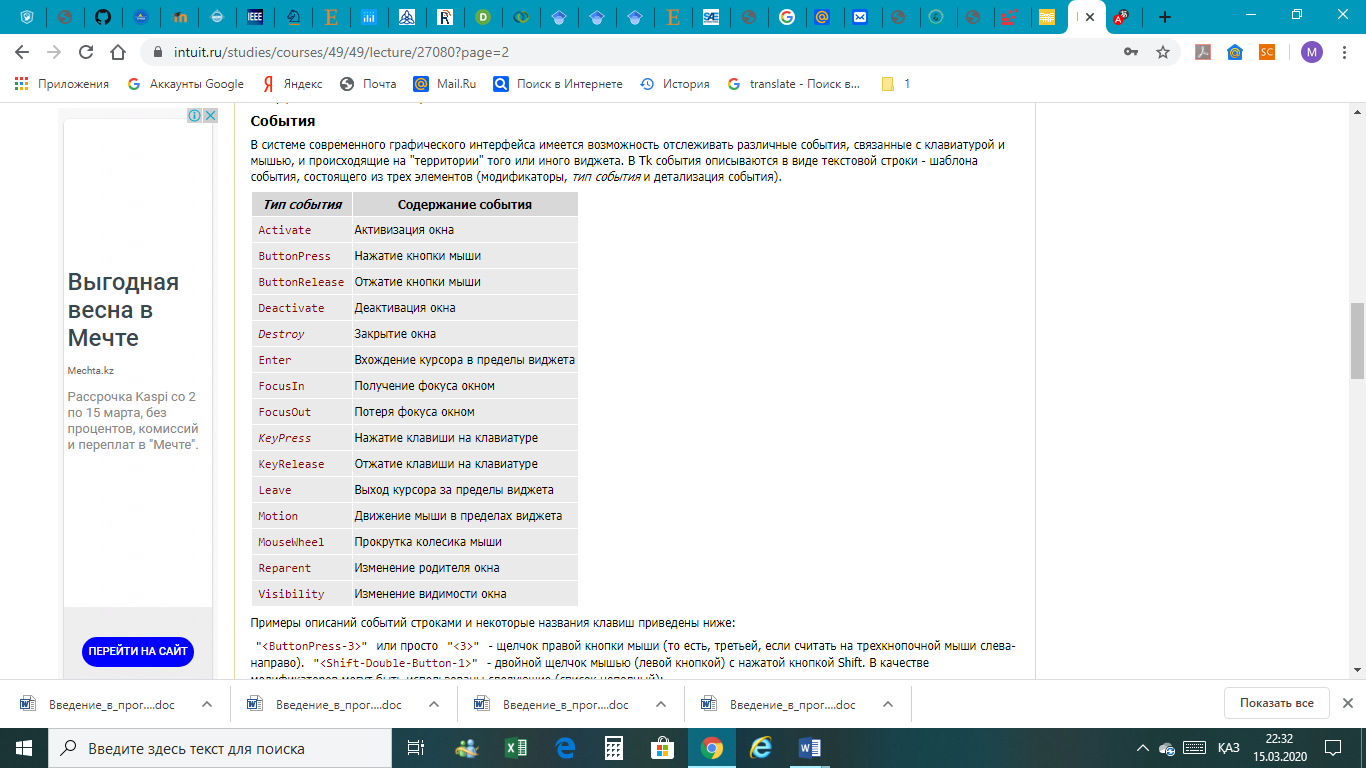 intuit.ru/studies/courses/49/49/lecture/27080?page=2
Приложения Аккаунты Google Яндекс Почта Mail.Ru Поиск в Интернете История translate - Поиск в... 1
События
В системе современного графического интерфейса имеется возможность отслеживать различные события, связанные с клавиатурой и
мышью, и происходящие на "территории" того или иного виджета. В Tk события описываются в виде текстовой строки - шаблона
события, состоящего из трех элементов (модификаторы, тип события и детализация события).
Тип события Содержание события
Activate Активизация окна
ButtonPress Нажатие кнопки мыши
ButtonRelease Отжатие кнопки мыши
Deactivate Деактивация окна
Destroy Закрытие окна
Enter Вхождение курсора в пределы виджета
FocusIn Получение фокуса окном
FocusOut Потеря фокуса окном
KeyPress Нажатие клавиши на клавиатуре
KeyRelease Отжатие клавиши на клавиатуре
Leave Выход курсора за пределы виджета
Motion Движение мыши в пределах виджета
MouseWheel Прокрутка колесика мыши
Reparent Изменение родителя окна
Visibility Изменение видимости окна
Примеры описаний событий строками и некоторые названия клавиш приведены ниже:
"<ButtonPress-3>" или просто "<3>" - щелчок правой кнопки мыши (то есть, третьей, если считать на трехкнопочной мыши слева-
направо). "<Shift-Double-Button-1>" - двойной щелчок мышью (левой кнопкой) с нажатой кнопкой Shift. В качестве
модификаторов могут быть использованы следующие (список неполный):
Выгодная
весна в
Мечте
Mechta.kz
Рассрочка Kaspi со 2
по 15 марта, без
процентов, комиссий
и переплат в "Мечте".
ПЕРЕЙТИ НА САЙТ
Введение_в_прог....doc Введение_в_прог....doc Введение_в_прог....doc Введение_в_прог....doc Показать все
Введите здесь текст для поиска
ҚАЗ
22:32
15.03.2020